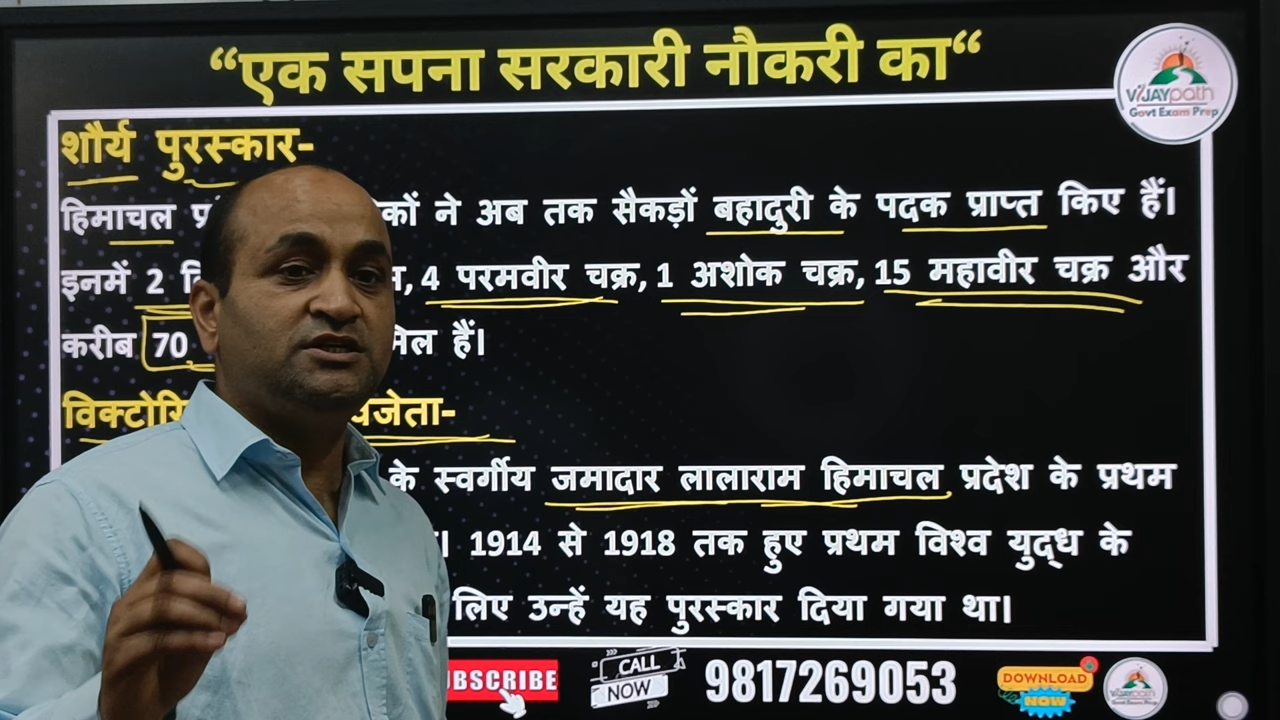 “एक सपना सरकारी नौकरी का“
VIJAYpath
Govt Exam Prep
शौर्य पुरस्कार-
हिमाचल ने अब तक सैकड़ों बहादुरी के पदक प्राप्त किए हैं।
इनमें 2 4 परमवीर चक्र, 1 अशोक चक्र, 15 महावीर चक्र और
करीब 70 हैं।
के स्वर्गीय जमादार लालाराम हिमाचल प्रदेश के प्रथम
1914 से 1918 तक हुए प्रथम विश्व युद्ध के
लिए उन्हें यह पुरस्कार दिया गया था।
SUBSCRIBE
CALL
NOW
9817269053
DOWNLOAD
NOW